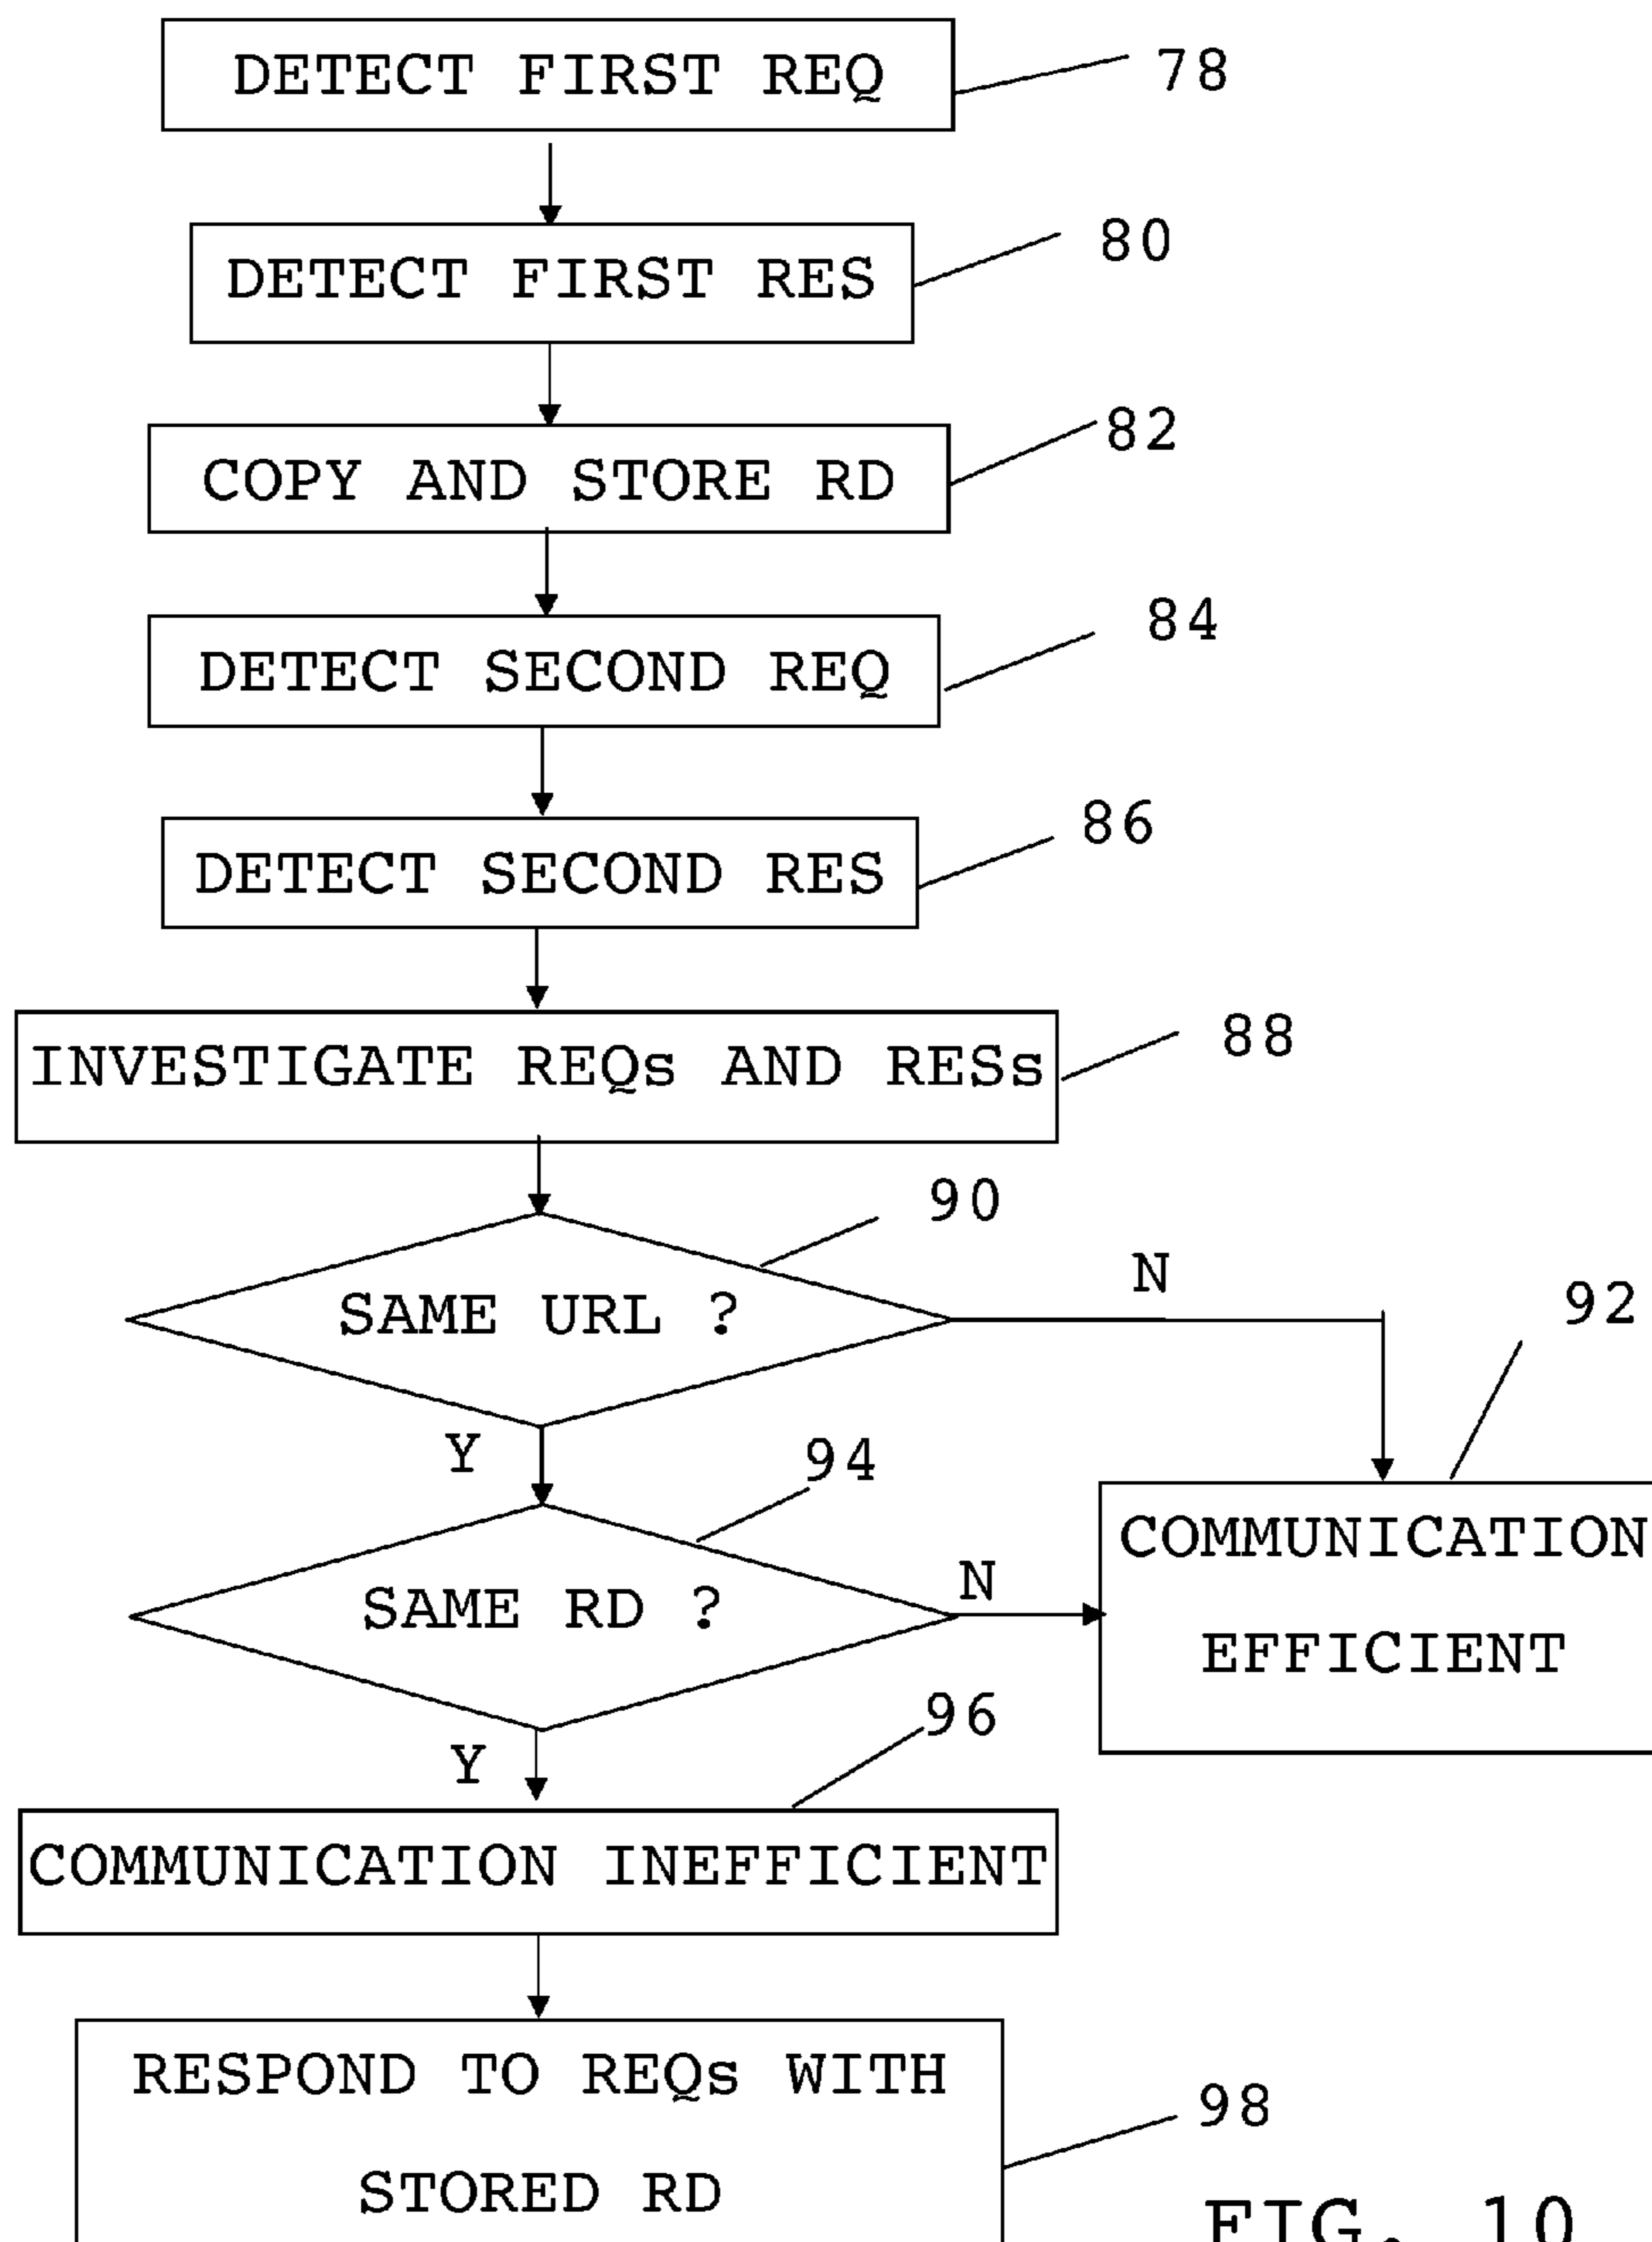 DETECT FIRST REQ
78
DETECT FIRST RES
80
COPY AND STORE RD
82
DETECT SECOND REQ
84
DETECT SECOND RES
86
INVESTIGATE REQs AND RESs
88
90
SAME URL ?
N
92
Y
94
COMMUNICATION
EFFICIENT
SAME RD ?
N
96
Y
COMMUNICATION INEFFICIENT
RESPOND TO REQs WITH
STORED RD
98
FIG. 10